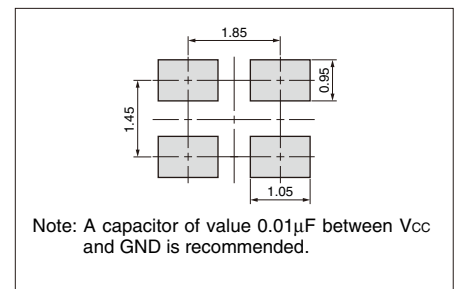 1.85
0.95
1.45
1.05
Note: A capacitor of value 0.01µF between Vcc
and GND is recommended.